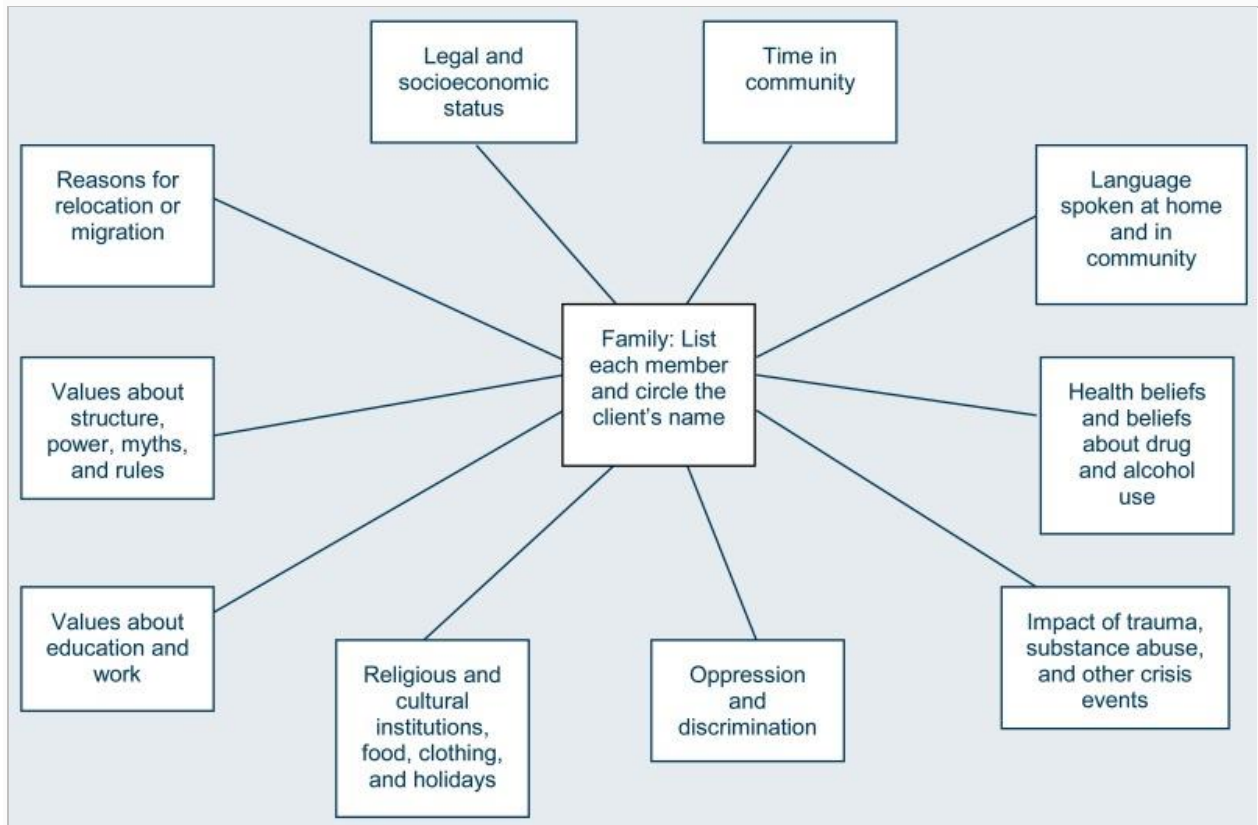 Legal and
socioeconomic
status
Time in
community
Reasons for
relocation or
migration
Language
spoken at home
and in
community
Family: List
each member
and circle the
client's name
Values about
structure,
power, myths,
and rules
Health beliefs
and beliefs
about drug
and alcohol
use
Values about
education and
work
Religious and
cultural
institutions,
food, clothing,
and holidays
Oppression
and
discrimination
Impact of trauma,
substance abuse,
and other crisis
events